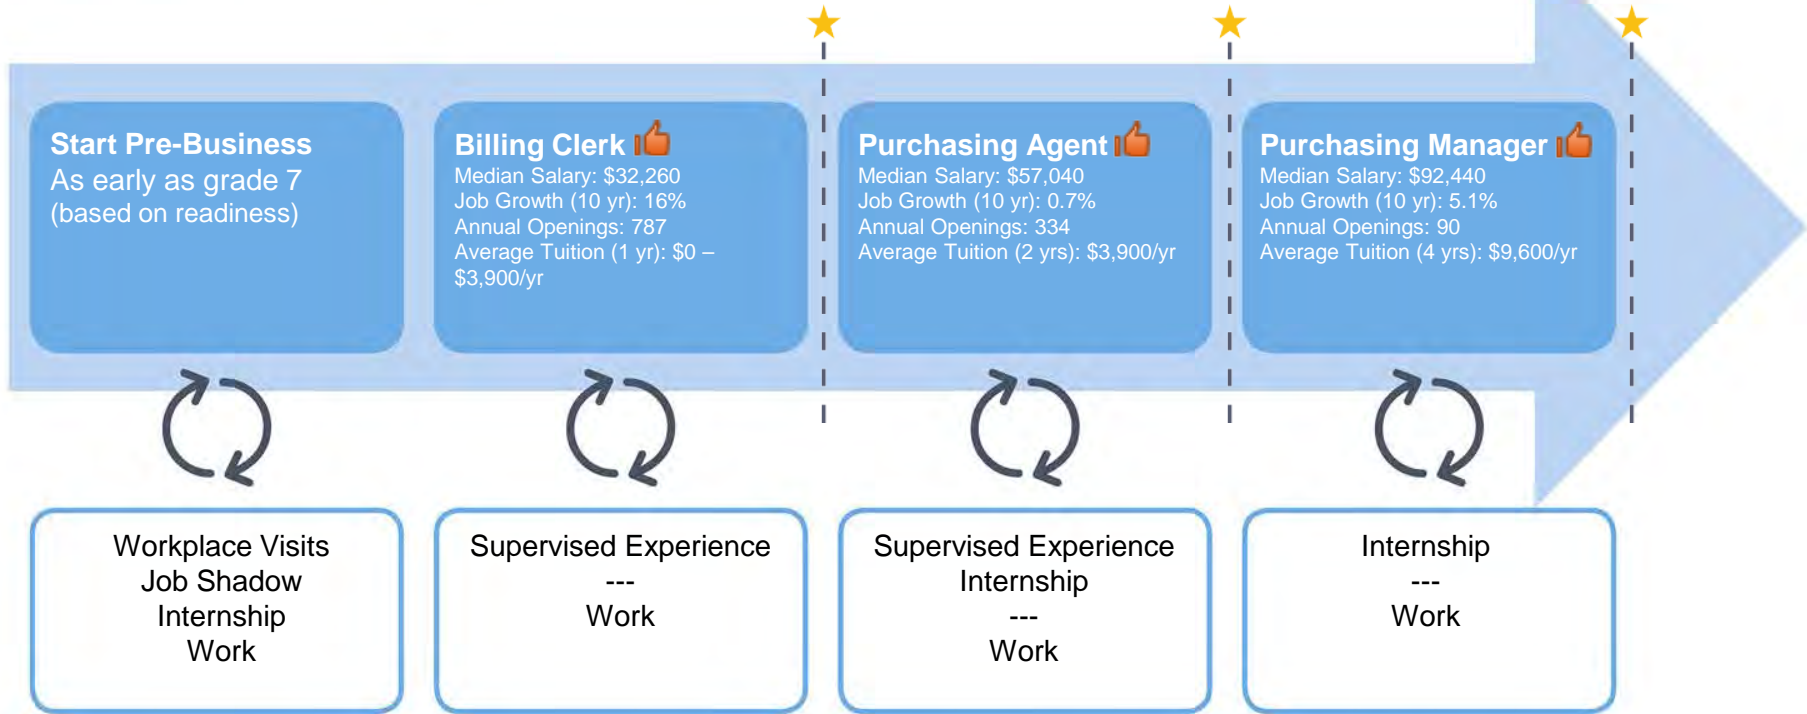 Start Pre-Business
As early as grade 7
(based on readiness)
Billing Clerk
Median Salary: $32,260
Job Growth (10 yr): 16%
Annual Openings: 787
Average Tuition (1 yr): $0 –
$3,900/yr
Purchasing Agent
Median Salary: $57,040
Job Growth (10 yr): 0.7%
Annual Openings: 334
Average Tuition (2 yrs): $3,900/yr
Purchasing Manager
Median Salary: $92,440
Job Growth (10 yr): 5.1%
Annual Openings: 90
Average Tuition (4 yrs): $9,600/yr
Workplace Visits
Job Shadow
Internship
Work
Supervised Experience
---
Work
Supervised Experience
Internship
---
Work
Internship
---
Work